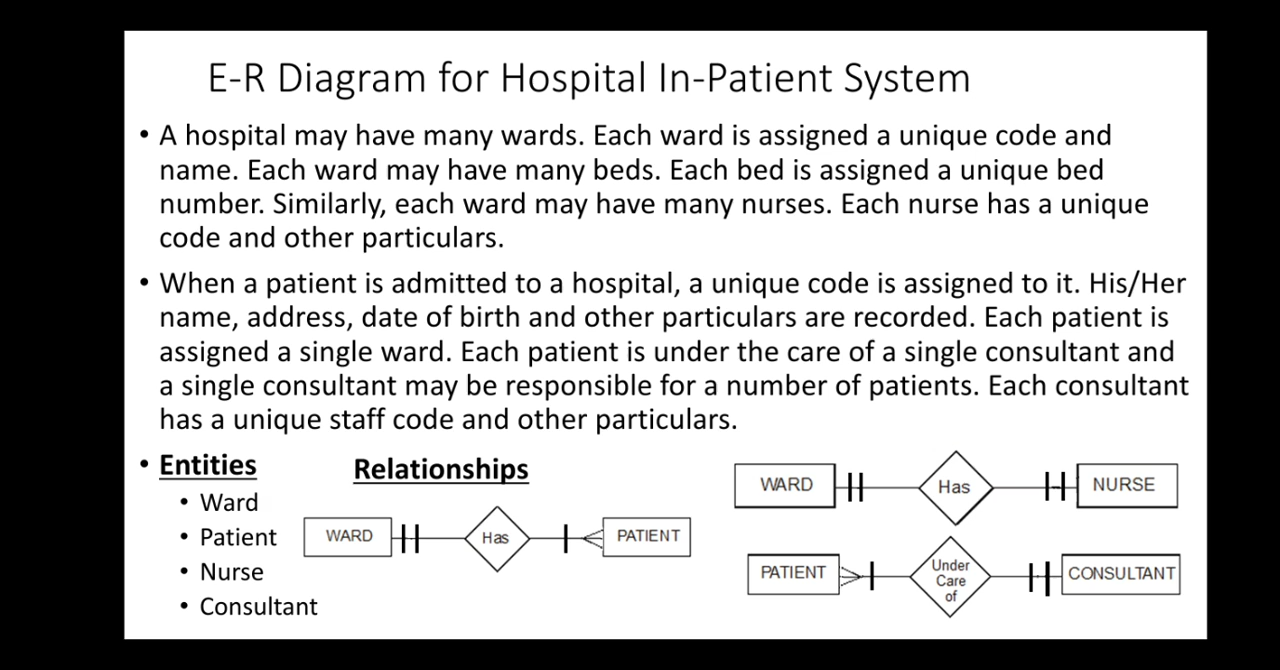 E-R Diagram for Hospital In-Patient System
• A hospital may have many wards. Each ward is assigned a unique code and
name. Each ward may have many beds. Each bed is assigned a unique bed
number. Similarly, each ward may have many nurses. Each nurse has a unique
code and other particulars.
• When a patient is admitted to a hospital, a unique code is assigned to it. His/Her
name, address, date of birth and other particulars are recorded. Each patient is
assigned a single ward. Each patient is under the care of a single consultant and
a single consultant may be responsible for a number of patients. Each consultant
has a unique staff code and other particulars.
• Entities
• Ward
• Patient
• Nurse
• Consultant
Relationships
WARD Has PATIENT
WARD Has NURSE
PATIENT Under CONSULTANT
Care
of